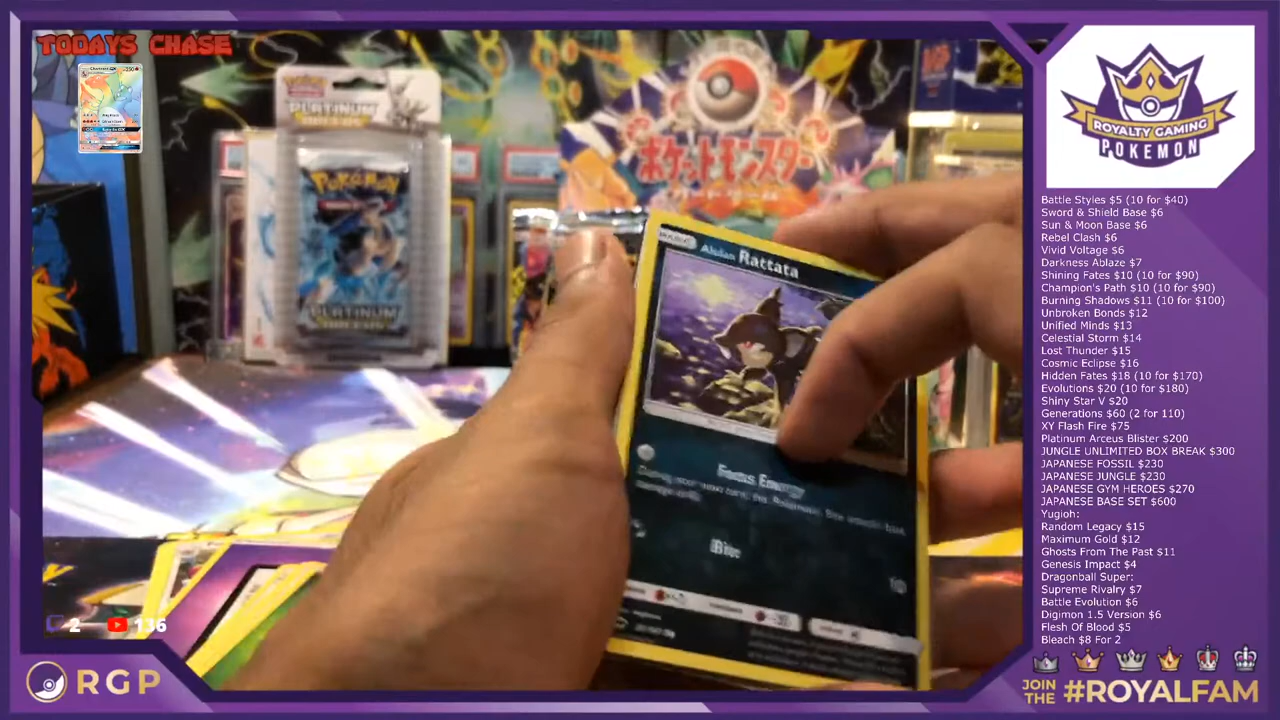 TODAYS CHASE
Pokémon
PLATINUM
ポケットモンスター
Pokémon
PLATINUM
Alolan Rattata
Focus Energy
Bite
10
2
136
RGP
ROYALTY GAMING
POKEMON
Battle Styles $5 (10 for $40)
Sword & Shield Base $6
Sun & Moon Base $6
Rebel Clash $6
Vivid Voltage $6
Darkness Ablaze $7
Shining Fates $10 (10 for $90)
Champion's Path $10 (10 for $90)
Burning Shadows $11 (10 for $100)
Unbroken Bonds $12
Unified Minds $13
Celestial Storm $14
Lost Thunder $15
Cosmic Eclipse $16
Hidden Fates $18 (10 for $170)
Evolutions $20 (10 for $180)
Shiny Star V $20
Generations $60 (2 for 110)
XY Flash Fire $75
Platinum Arceus Blister $200
JUNGLE UNLIMITED BOX BREAK $300
JAPANESE FOSSIL $230
JAPANESE JUNGLE $230
JAPANESE GYM HEROES $270
JAPANESE BASE SET $600
Yugioh:
Random Legacy $15
Maximum Gold $12
Ghosts From The Past $11
Genesis Impact $4
Dragonball Super:
Supreme Rivalry $7
Battle Evolution $6
Digimon 1.5 Version $6
Flesh Of Blood $5
Bleach $8 For 2
JOIN
THE #ROYALFAM